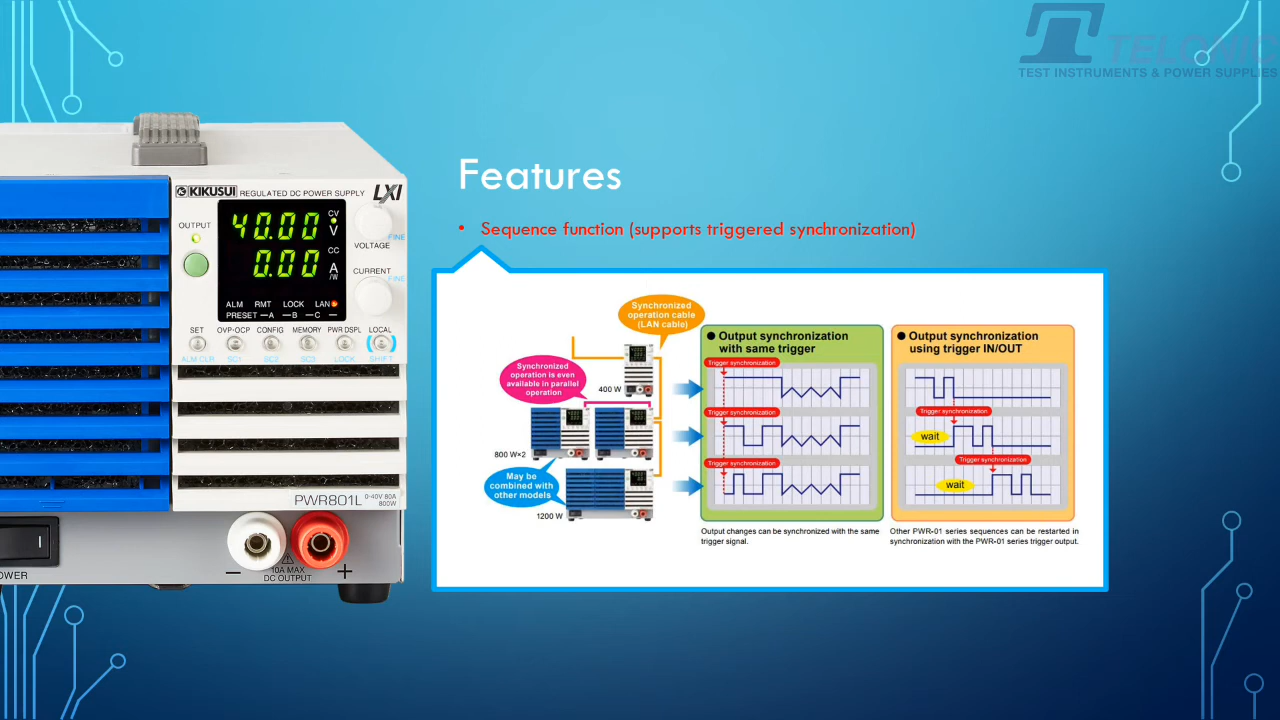 TELONIC
TEST INSTRUMENTS & POWER SUPPLIES
Features
• Sequence function (supports triggered synchronization)
KIKUSUI REGULATED DC POWER SUPPLY LXI
OUTPUT
40.00
CV
V
0.00
CC
A
/W
FINE
VOLTAGE
CURRENT
FINE
ALM RMT LOCK LAN
PRESET —A —B —C —
SET OVP•OCP CONFIG MEMORY PWR DSPL LOCAL
ALM CLR SC1 SC2 SC3 LOCK SHIFT
PWR801L
0-40V 80A
800W
OWER
10A MAX
DC OUTPUT
− +
Synchronized
operation cable
(LAN cable)
Synchronized
operation is even
available in parallel
operation
400 W
800 W×2
May be
combined with
other models
1200 W
● Output synchronization
with same trigger
Trigger synchronization
Trigger synchronization
Trigger synchronization
Output changes can be synchronized with the same
trigger signal.
● Output synchronization
using trigger IN/OUT
Trigger synchronization
wait
Trigger synchronization
wait
Other PWR-01 series sequences can be restarted in
synchronization with the PWR-01 series trigger output.